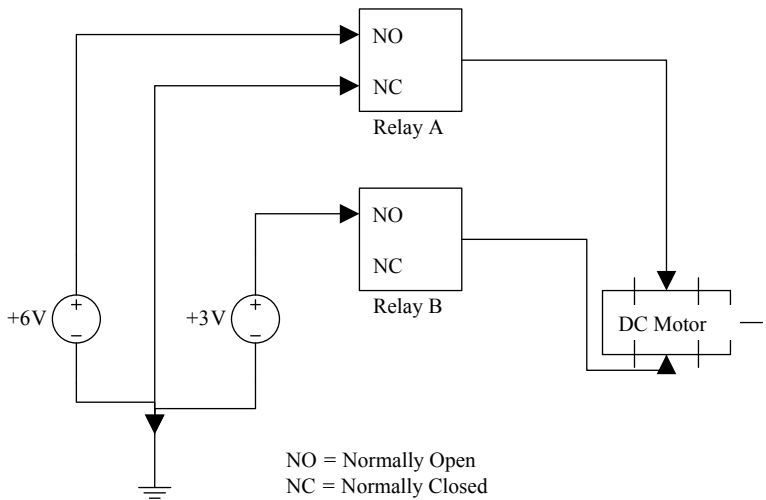 NO
NC
Relay A
NO
NC
Relay B
+6V
+
−
+3V
+
−
DC Motor
NO = Normally Open
NC = Normally Closed